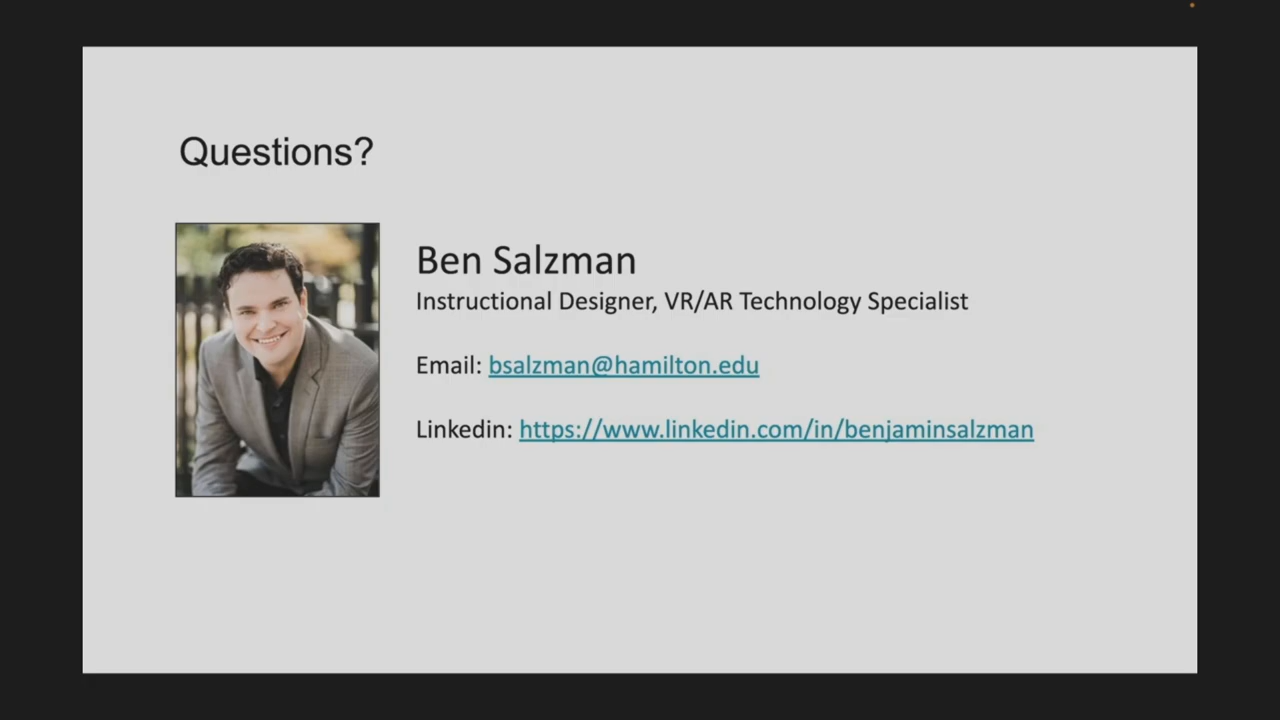 Questions?
Ben Salzman
Instructional Designer, VR/AR Technology Specialist
Email: bsalzman@hamilton.edu
Linkedin: https://www.linkedin.com/in/benjaminsalzman